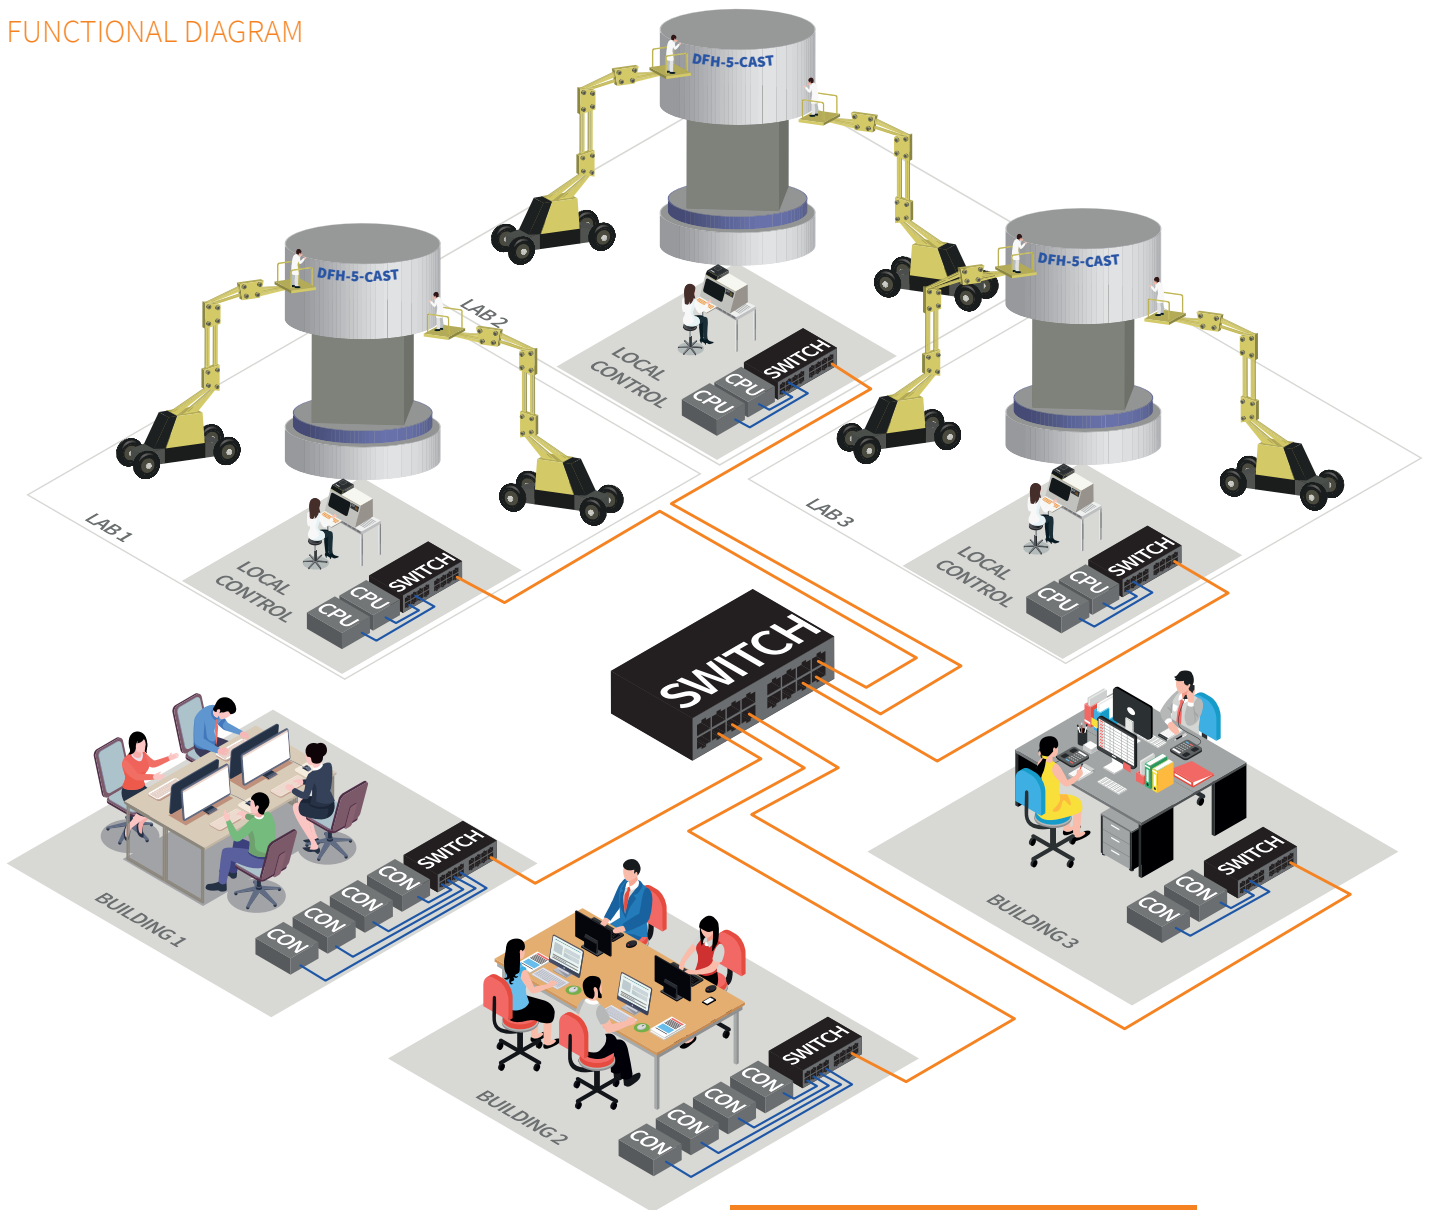 FUNCTIONAL DIAGRAM
DFH-5-CAST
DFH-5-CAST
DFH-5-CAST
LAB 2
LOCAL
CONTROL
CPU
CPU
SWITCH
LAB 1
LOCAL
CONTROL
CPU
CPU
SWITCH
LAB 3
LOCAL
CONTROL
CPU
CPU
SWITCH
SWITCH
BUILDING 1
CON
CON
CON
CON
SWITCH
BUILDING 3
CON
CON
SWITCH
BUILDING 2
CON
CON
CON
CON
SWITCH